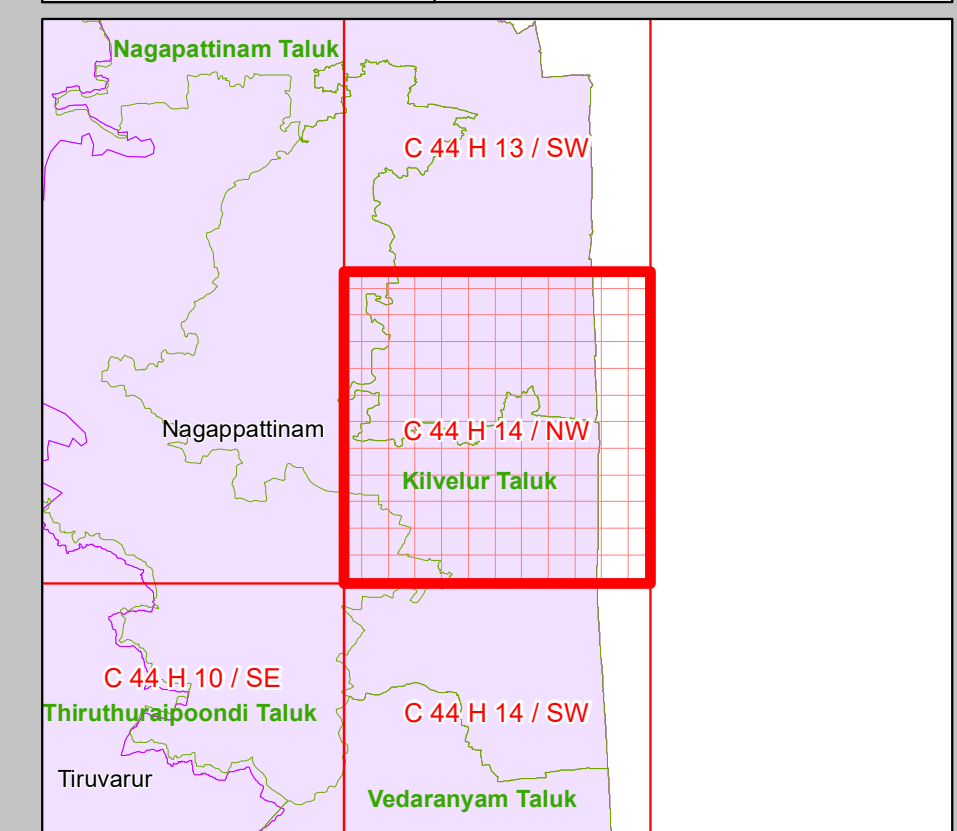 Nagapattinam Taluk
C 44 H 13 / SW
Nagappattinam
C 44 H 14 / NW
Kilvelur Taluk
C 44 H 10 / SE
Thiruthuraipoondi Taluk
C 44 H 14 / SW
Tiruvarur
Vedaranyam Taluk